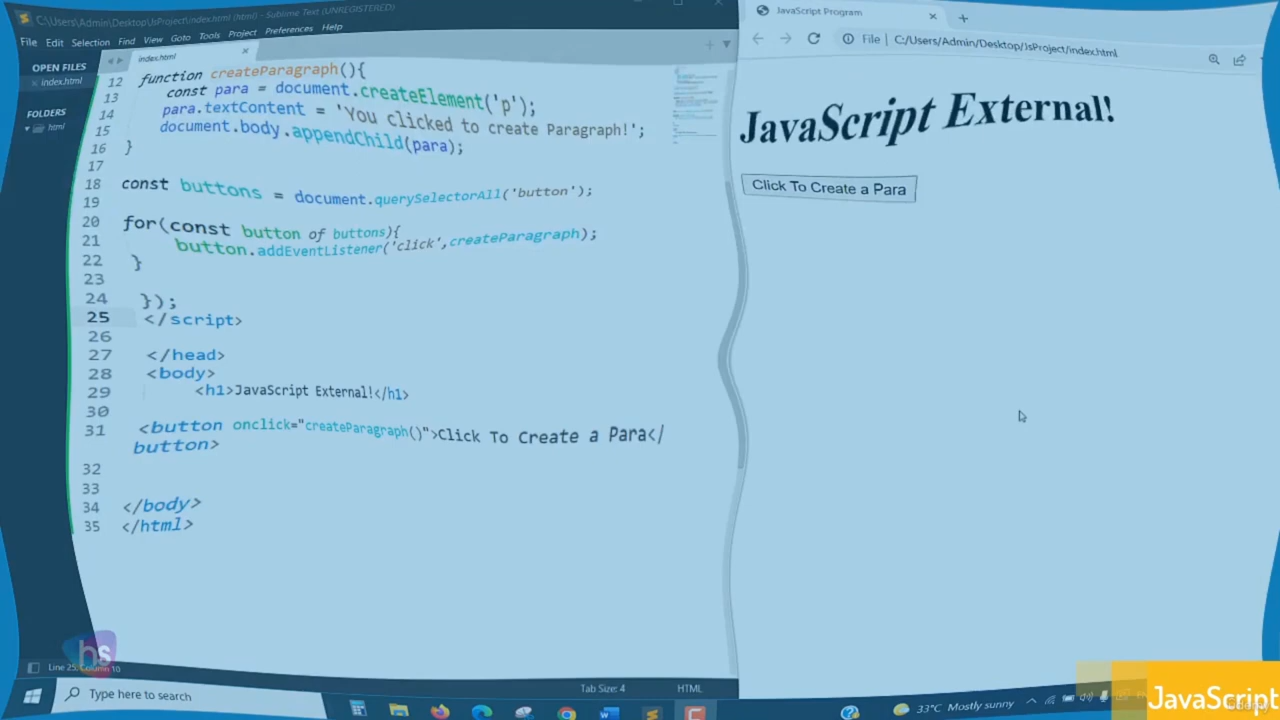 C:\Users\Admin\Desktop\JsProject\index.html (html) - Sublime Text (UNREGISTERED)
File Edit Selection Find View Goto Tools Project Preferences Help
OPEN FILES
index.html
FOLDERS
html
index.html
12 function createParagraph(){
13 const para = document.createElement('p');
14 para.textContent = 'You clicked to create Paragraph!';
15 document.body.appendChild(para);
16 }
17
18 const buttons = document.querySelectorAll('button');
19
20 for(const button of buttons){
21 button.addEventListener('click',createParagraph);
22 }
23
24 });
25 </script>
26
27 </head>
28 <body>
29 <h1>JavaScript External!</h1>
30
31 <button onclick="createParagraph()">Click To Create a Para</
button>
32
33
34 </body>
35 </html>
JavaScript Program
File | C:/Users/Admin/Desktop/JsProject/index.html
JavaScript External!
Click To Create a Para
hs
Line 25, Column 10
Tab Size: 4
HTML
Type here to search
33°C Mostly sunny
JavaScript